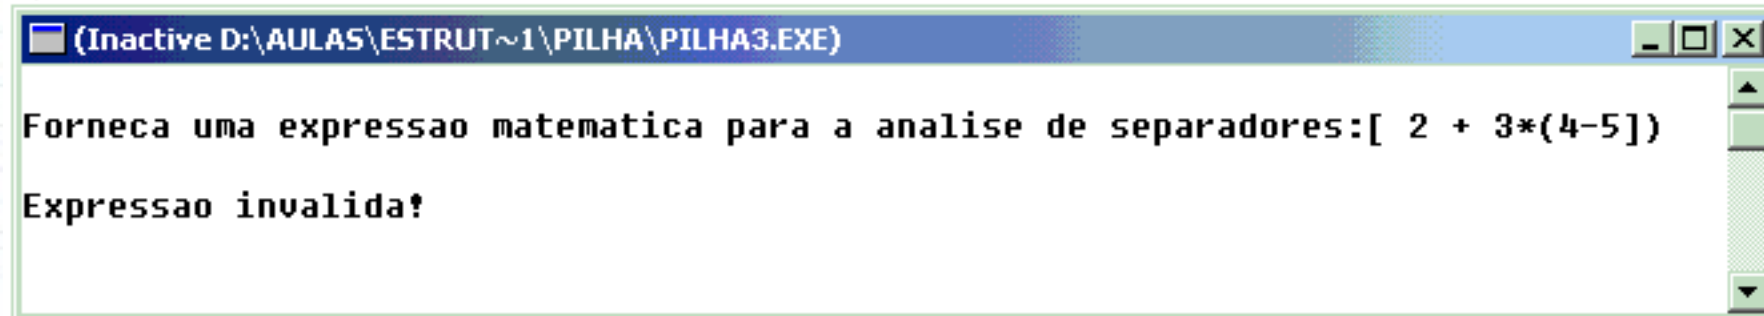 (Inactive D:\AULAS\ESTRUT~1\PILHA\PILHA3.EXE)
Forneca uma expressao matematica para a analise de separadores:[ 2 + 3*(4-5])
Expressao invalida!